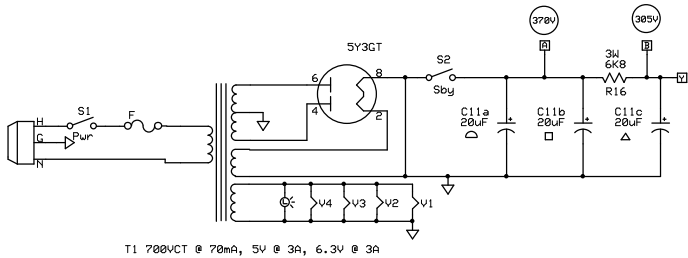 370V
305V
A
B
5Y3GT
S2
Sby
3W
6K8
R16
Y
6
8
4
2
H
S1
F
G
Pwr
N
C11a
20uF
C11b
20uF
C11c
20uF
+
+
+
L
V4
V3
V2
V1
T1 700VCT @ 70mA, 5V @ 3A, 6.3V @ 3A